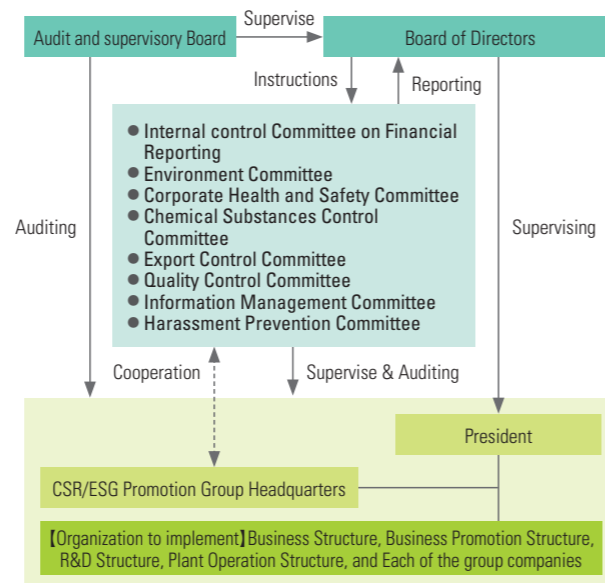 Supervise
Audit and supervisory Board
Board of Directors
Instructions
Reporting
● Internal control Committee on Financial
Reporting
● Environment Committee
● Corporate Health and Safety Committee
● Chemical Substances Control
Committee
● Export Control Committee
● Quality Control Committee
● Information Management Committee
● Harassment Prevention Committee
Auditing
Supervising
Cooperation
Supervise & Auditing
President
CSR/ESG Promotion Group Headquarters
【Organization to implement】Business Structure, Business Promotion Structure,
R&D Structure, Plant Operation Structure, and Each of the group companies